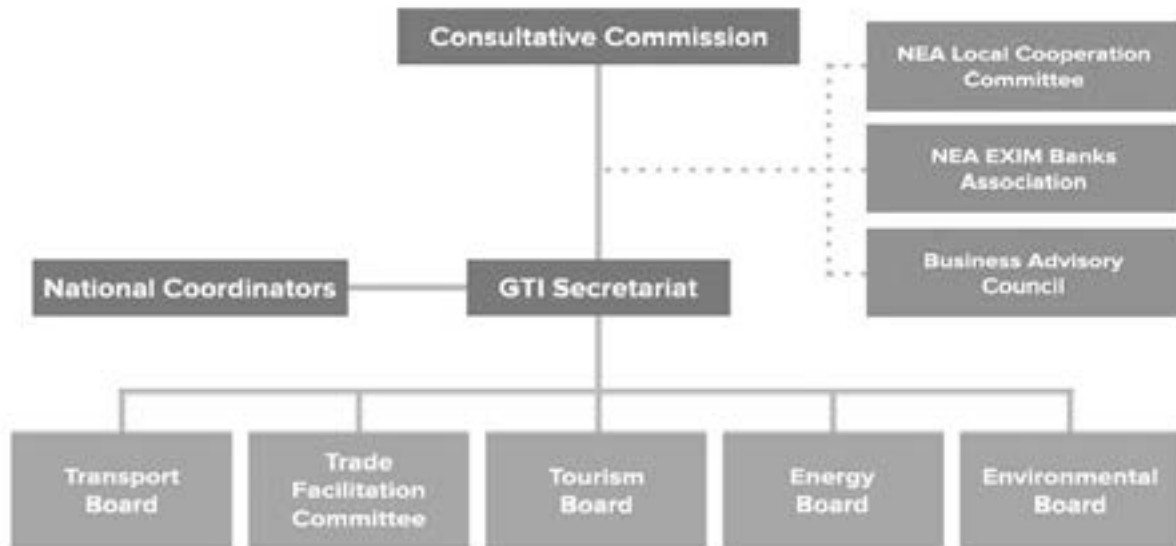 Consultative Commission
NEA Local Cooperation
Committee
NEA EXIM Banks
Association
Business Advisory
Council
National Coordinators
GTI Secretariat
Transport
Board
Trade
Facilitation
Committee
Tourism
Board
Energy
Board
Environmental
Board